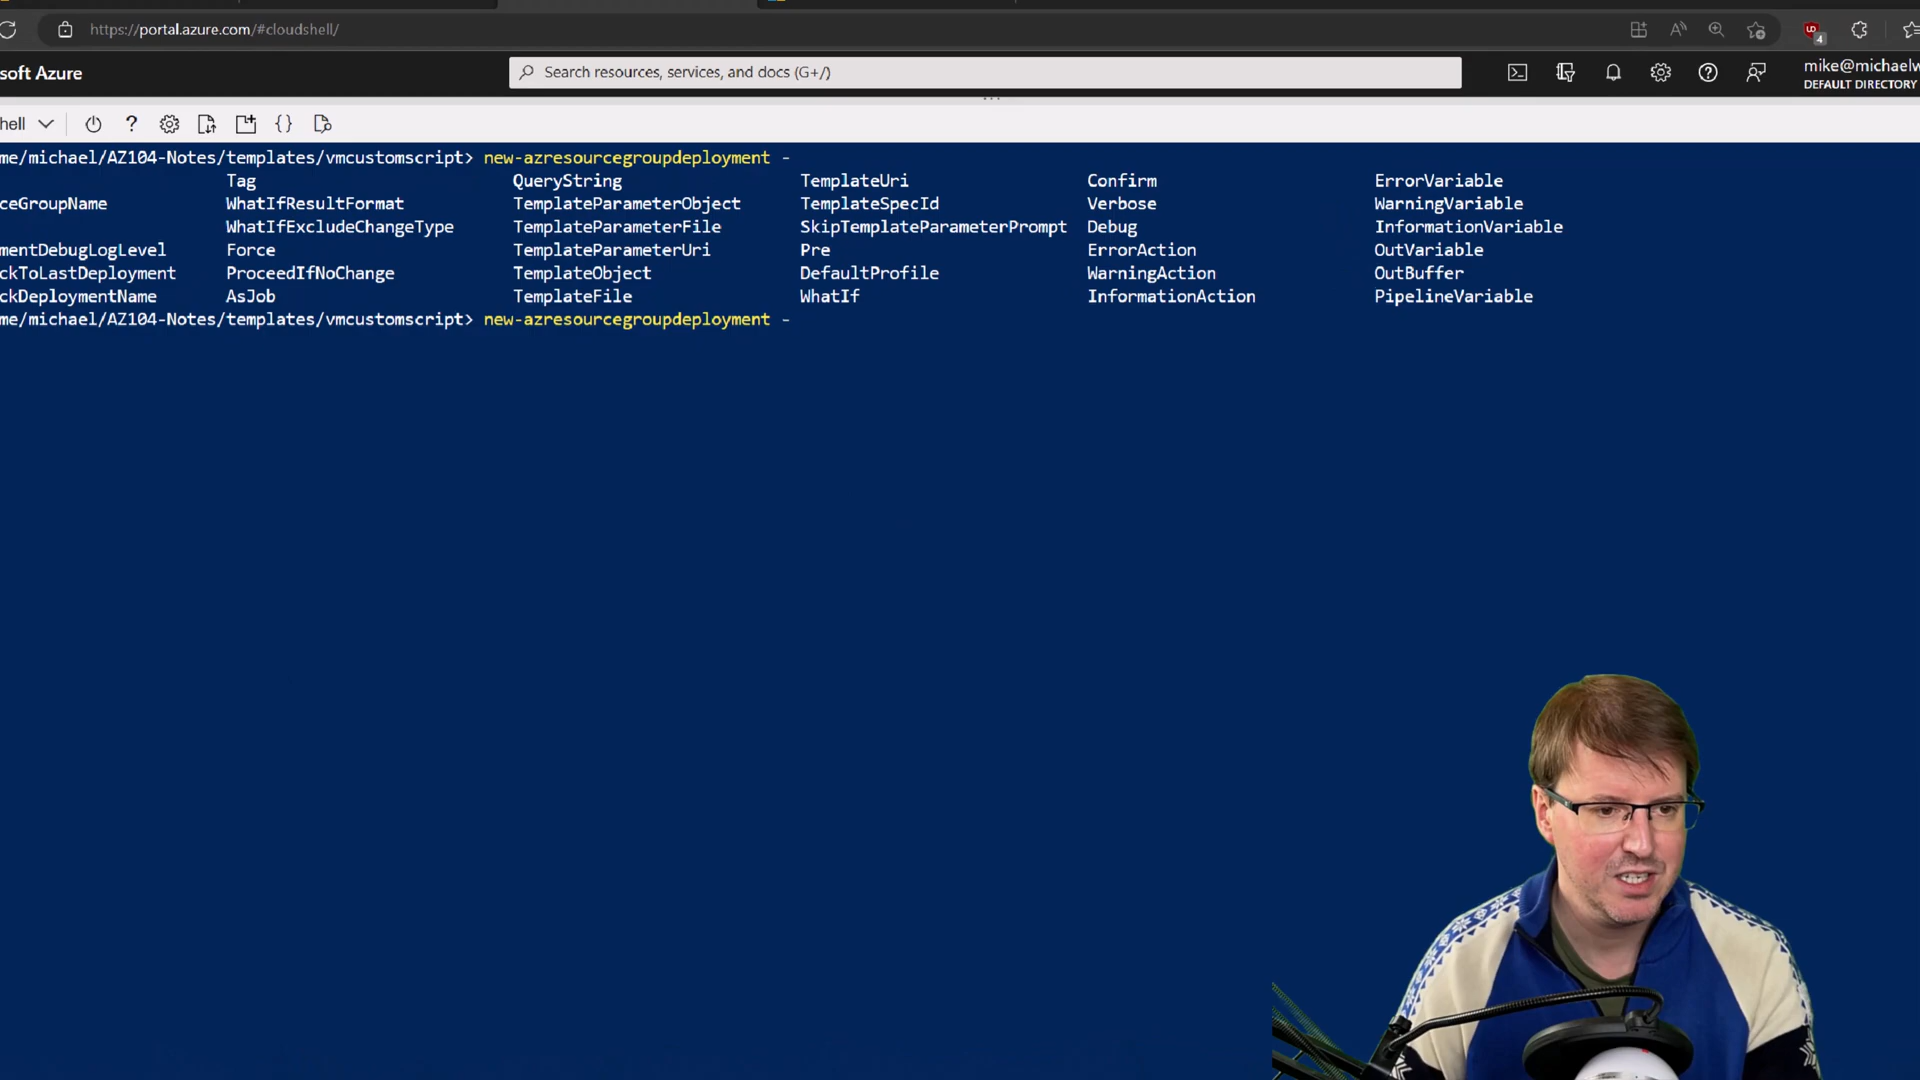 https://portal.azure.com/#cloudshell/
4
soft Azure
Search resources, services, and docs (G+/)
mike@michaelw
DEFAULT DIRECTORY
hell
?
{}
me/michael/AZ104-Notes/templates/vmcustomscript> new-azresourcegroupdeployment -
Tag QueryString TemplateUri Confirm ErrorVariable
ceGroupName WhatIfResultFormat TemplateParameterObject TemplateSpecId Verbose WarningVariable
WhatIfExcludeChangeType TemplateParameterFile SkipTemplateParameterPrompt Debug InformationVariable
mentDebugLogLevel Force TemplateParameterUri Pre ErrorAction OutVariable
ckToLastDeployment ProceedIfNoChange TemplateObject DefaultProfile WarningAction OutBuffer
ckDeploymentName AsJob TemplateFile WhatIf InformationAction PipelineVariable
me/michael/AZ104-Notes/templates/vmcustomscript> new-azresourcegroupdeployment -